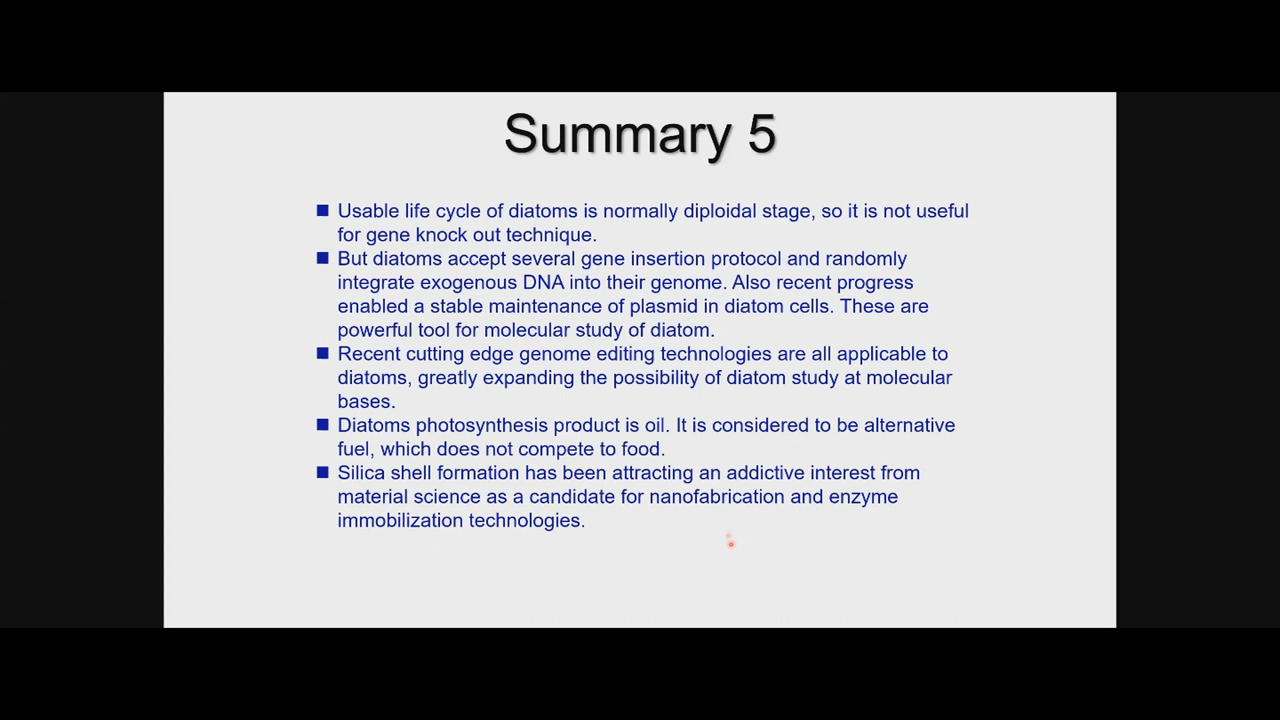 Summary 5
Usable life cycle of diatoms is normally diploidal stage, so it is not useful
for gene knock out technique.
But diatoms accept several gene insertion protocol and randomly
integrate exogenous DNA into their genome. Also recent progress
enabled a stable maintenance of plasmid in diatom cells. These are
powerful tool for molecular study of diatom.
Recent cutting edge genome editing technologies are all applicable to
diatoms, greatly expanding the possibility of diatom study at molecular
bases.
Diatoms photosynthesis product is oil. It is considered to be alternative
fuel, which does not compete to food.
Silica shell formation has been attracting an addictive interest from
material science as a candidate for nanofabrication and enzyme
immobilization technologies.